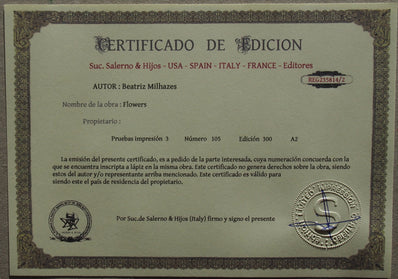 CERTIFICADO DE EDICION
Suc. Salerno & Hijos - USA - SPAIN - ITALY - FRANCE - Editores
REG255814/2
AUTOR : Beatriz Milhazes
Nombre de la obra : Flowers
Propietario :
Pruebas impresión 3 Número 105 Edición 300 A2
La emisión del presente certificado, es a pedido de la parte interesada, cuya numeración concuerda con la que
se encuentra inscripta a lápiz en la misma obra. Este certificado no genera derechos sobre la obra, siendo
estos del autor y/o representante arriba mencionado. Este certificado es válido para
siendo este el país de residencia del propietario.
Por Suc.de Salerno & Hijos (Italy) firmo y signo el presente